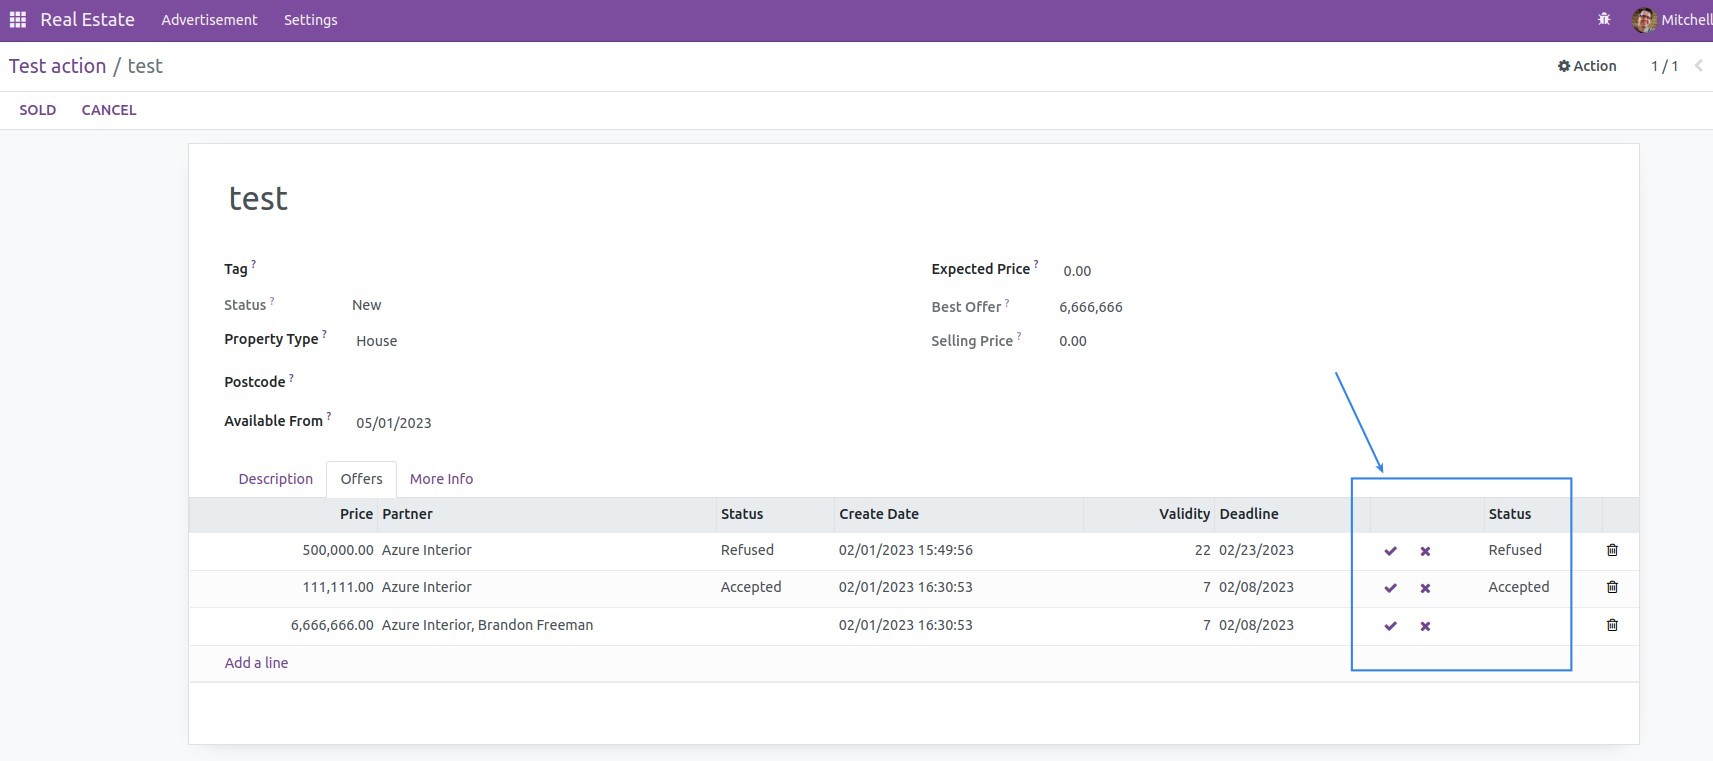 Real Estate Advertisement Settings Mitchell
Test action / test Action 1 / 1
SOLD CANCEL
test
Tag ? Expected Price ? 0.00
Status ? New Best Offer ? 6,666,666
Property Type ? House Selling Price ? 0.00
Postcode ?
Available From ? 05/01/2023
Description Offers More Info
Price Partner Status Create Date Validity Deadline Status
500,000.00 Azure Interior Refused 02/01/2023 15:49:56 22 02/23/2023 Refused
111,111.00 Azure Interior Accepted 02/01/2023 16:30:53 7 02/08/2023 Accepted
6,666,666.00 Azure Interior, Brandon Freeman 02/01/2023 16:30:53 7 02/08/2023
Add a line